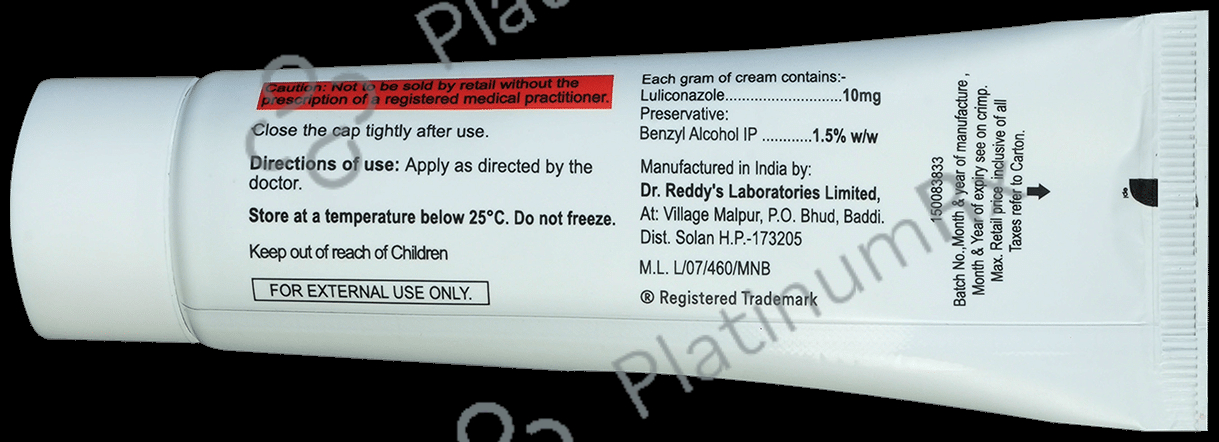 Caution: Not to be sold by retail without the
prescription of a registered medical practitioner.
Close the cap tightly after use.
Directions of use: Apply as directed by the
doctor.
Store at a temperature below 25°C. Do not freeze.
Keep out of reach of Children
FOR EXTERNAL USE ONLY.
Each gram of cream contains:-
Luliconazole............................10mg
Preservative:
Benzyl Alcohol IP ............1.5% w/w
Manufactured in India by:
Dr. Reddy's Laboratories Limited,
At: Village Malpur, P.O. Bhud, Baddi.
Dist. Solan H.P.-173205
M.L. L/07/460/MNB
® Registered Trademark
150083833
Batch No.,Month & year of manufacture,
Month & Year of expiry see on crimp.
Max. Retail price inclusive of all
Taxes refer to Carton.
PlatinumRx